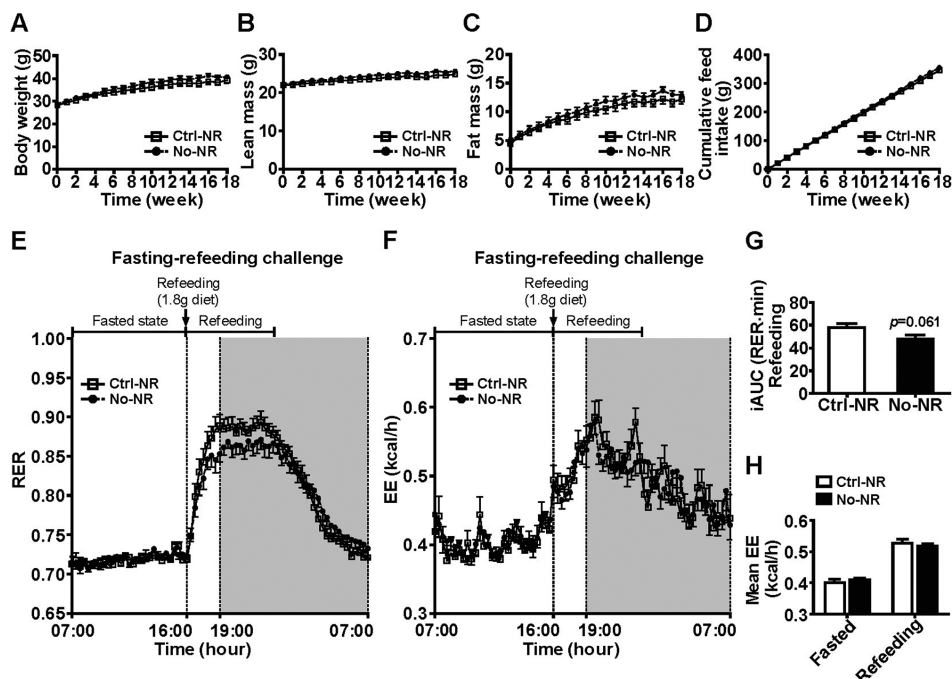 A
Body weight (g)
50
40
30
20
10
0
Ctrl-NR
No-NR
0 2 4 6 8 10 12 14 16 18
Time (week)
B
Lean mass (g)
30
20
10
0
Ctrl-NR
No-NR
0 2 4 6 8 10 12 14 16 18
Time (week)
C
Fat mass (g)
20
15
10
5
0
Ctrl-NR
No-NR
0 2 4 6 8 10 12 14 16 18
Time (week)
D
Cumulative feed
intake (g)
400
300
200
100
0
Ctrl-NR
No-NR
0 2 4 6 8 10 12 14 16 18
Time (week)
E
Fasting-refeeding challenge
Refeeding
(1.8g diet)
Fasted state
Refeeding
RER
1.00
0.95
0.90
0.85
0.80
0.75
0.70
0.65
Ctrl-NR
No-NR
07:00 16:00 19:00 07:00
Time (hour)
F
Fasting-refeeding challenge
Refeeding
(1.8g diet)
Fasted state
Refeeding
EE (kcal/h)
0.7
0.6
0.5
0.4
0.3
Ctrl-NR
No-NR
07:00 16:00 19:00 07:00
Time (hour)
G
iAUC (RER·min)
Refeeding
80
60
40
20
0
p=0.061
Ctrl-NR No-NR
H
Ctrl-NR
No-NR
Mean EE
(kcal/h)
0.6
0.5
0.4
0.3
Fasted
Refeeding